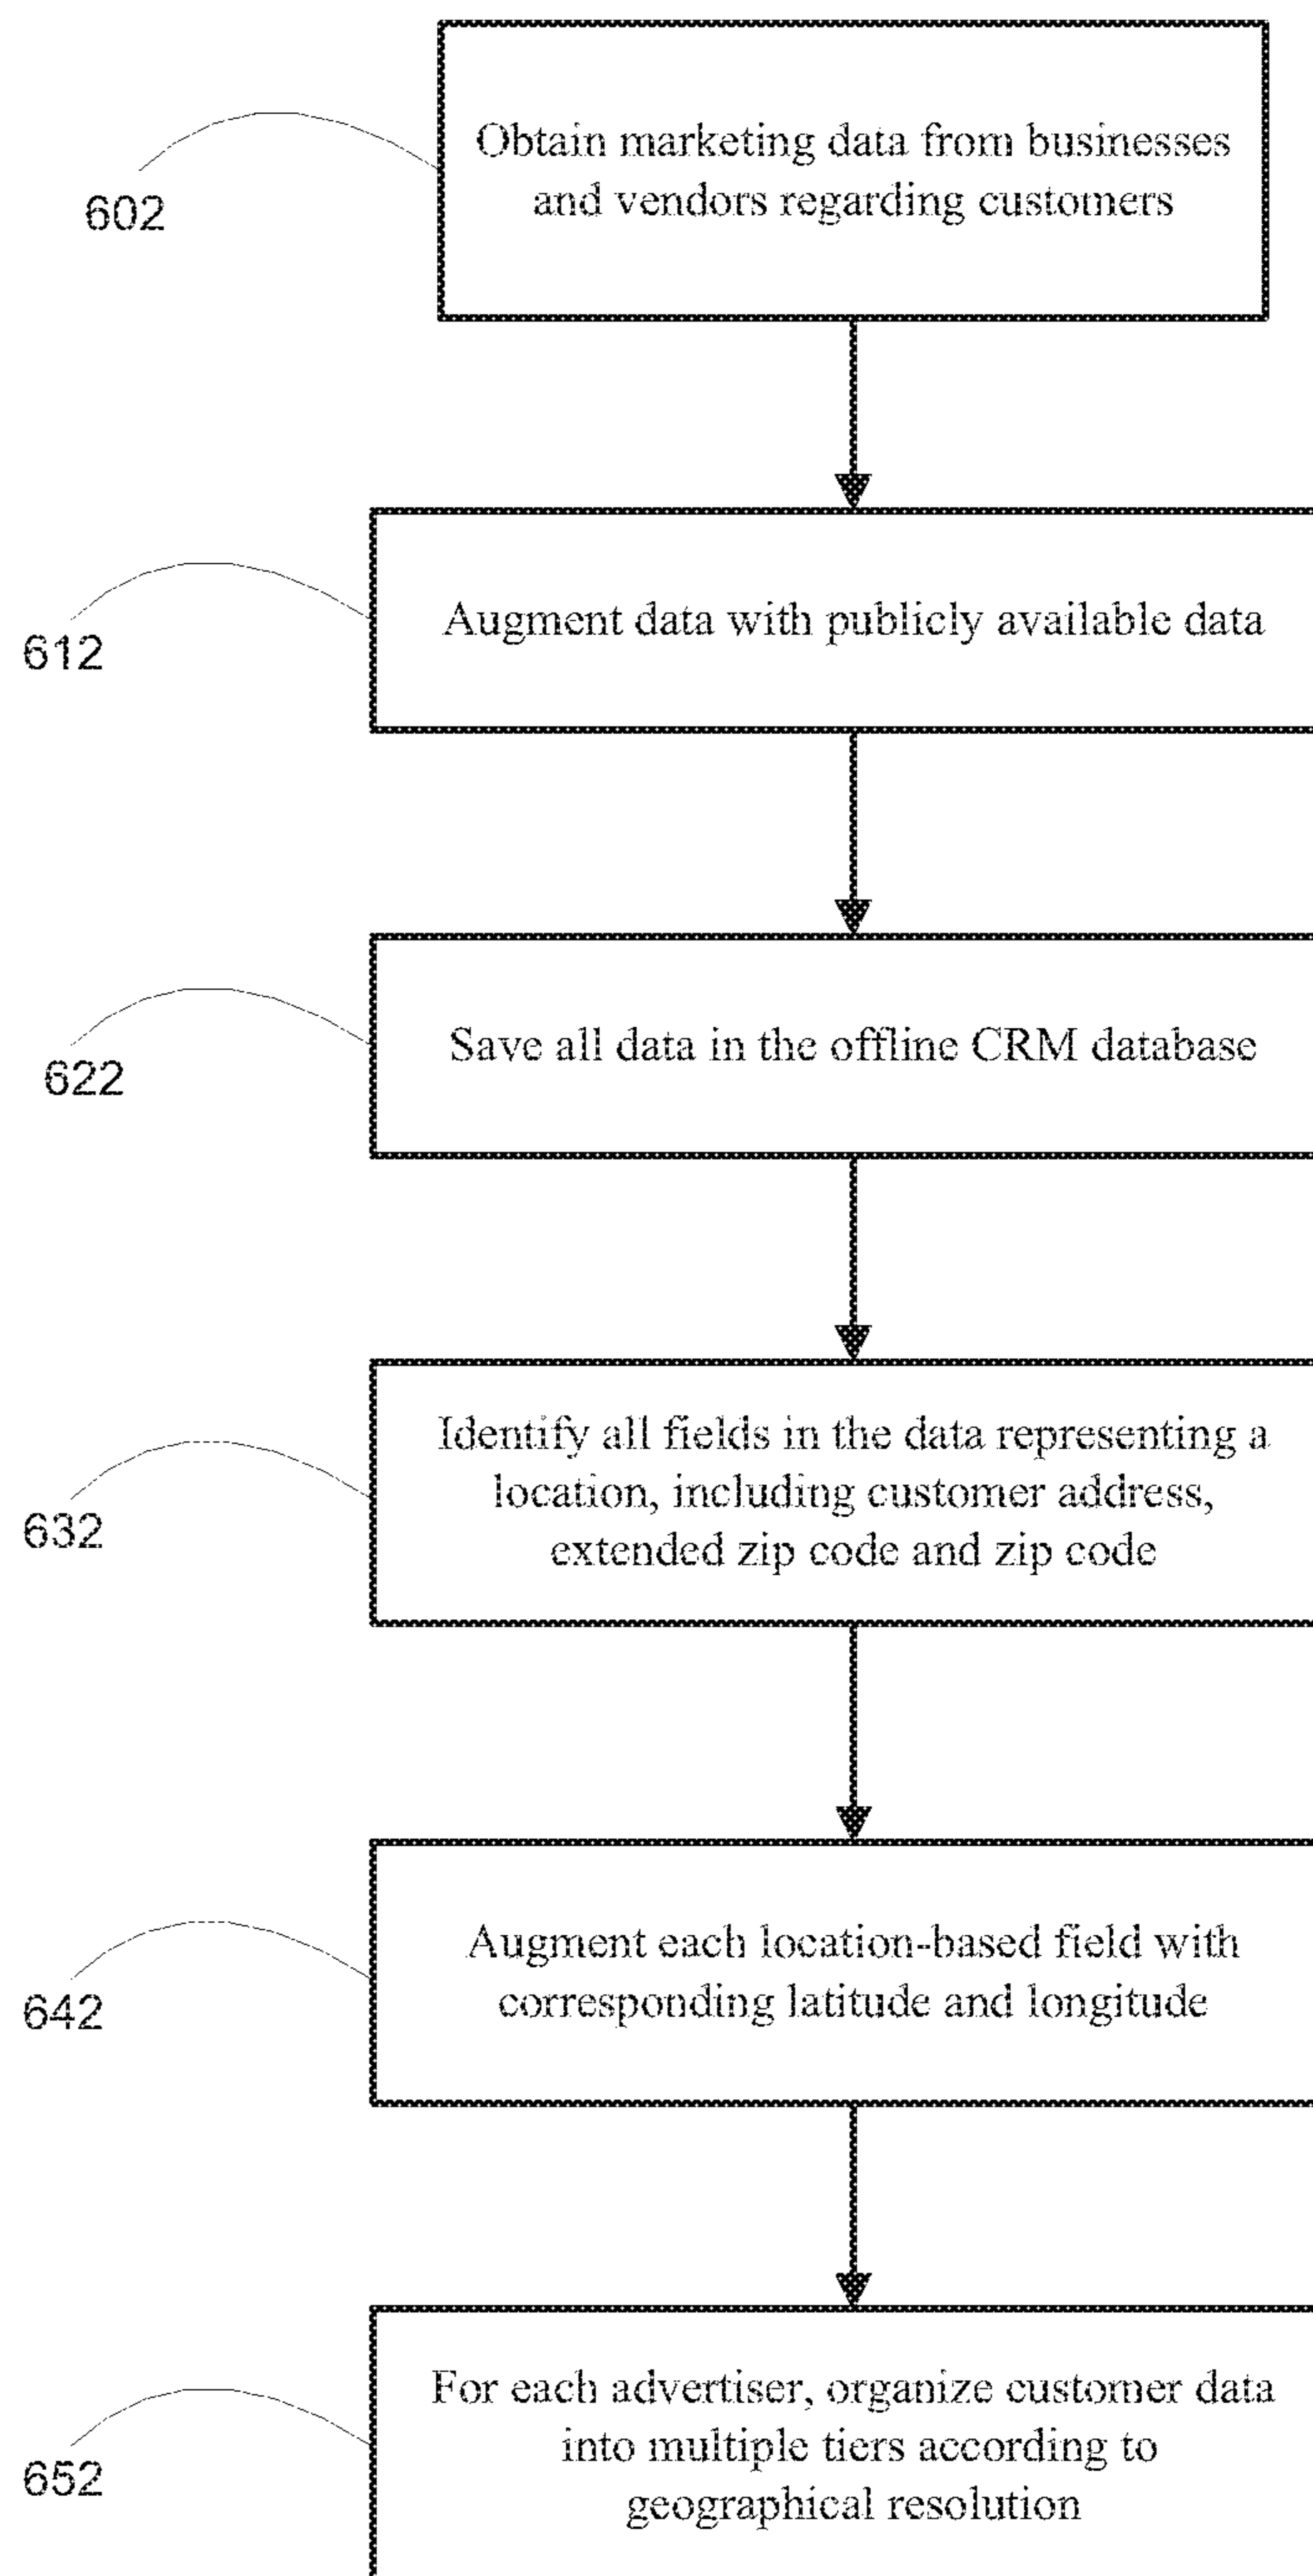 Obtain marketing data from businesses
and vendors regarding customers
602
Augment data with publicly available data
612
Save all data in the offline CRM database
622
Identify all fields in the data representing a
location, including customer address,
extended zip code and zip code
632
Augment each location-based field with
corresponding latitude and longitude
642
For each advertiser, organize customer data
into multiple tiers according to
geographical resolution
652